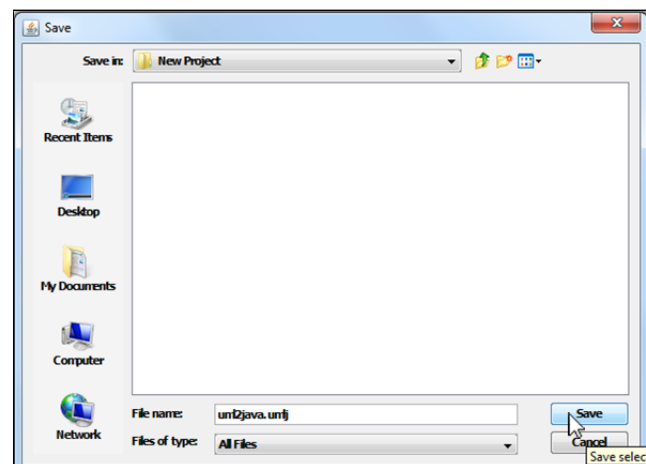 Save
Save in: New Project
Recent Items
Desktop
My Documents
Computer
Network
File name: uml2java.umlj Save
Files of type: All Files Cancel
Save selec